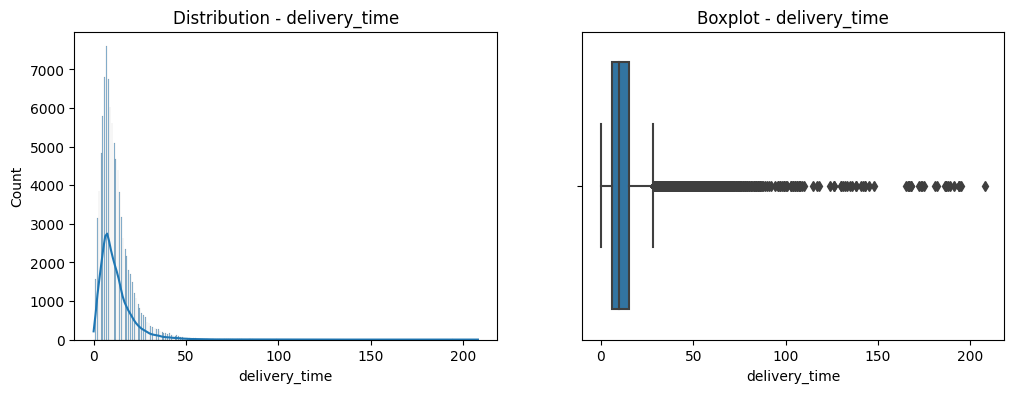 Distribution - delivery_time
Count
7000
6000
5000
4000
3000
2000
1000
0
0 50 100 150 200
delivery_time
Boxplot - delivery_time
0 50 100 150 200
delivery_time